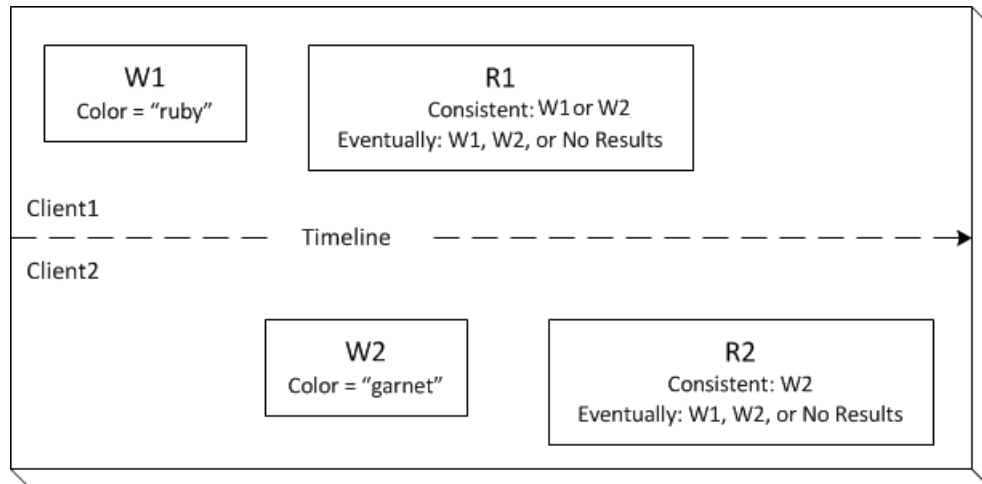 W1
Color = “ruby”
R1
Consistent: W1 or W2
Eventually: W1, W2, or No Results
Client1
Timeline
Client2
W2
Color = “garnet”
R2
Consistent: W2
Eventually: W1, W2, or No Results